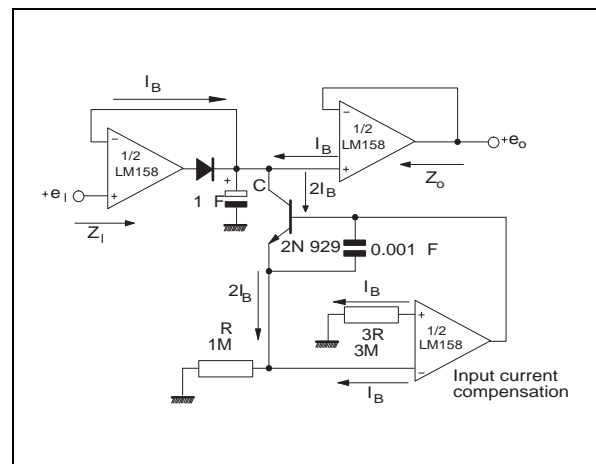 I_B
1/2
LM158
+e_I
Z_I
+
1 F
C
I_B
2I_B
1/2
LM158
+e_o
Z_o
2N 929
0.001 F
2I_B
R
1M
I_B
3R
3M
1/2
LM158
I_B
Input current
compensation